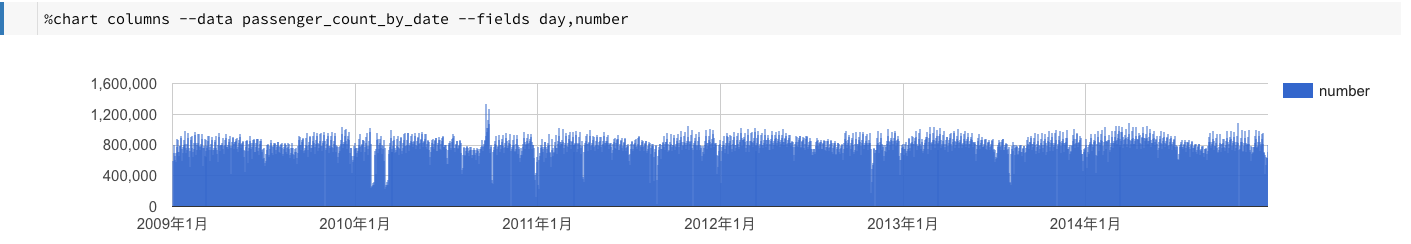 %chart columns --data passenger_count_by_date --fields day,number
1,600,000
1,200,000
800,000
400,000
0
number
2009年1月 2010年1月 2011年1月 2012年1月 2013年1月 2014年1月